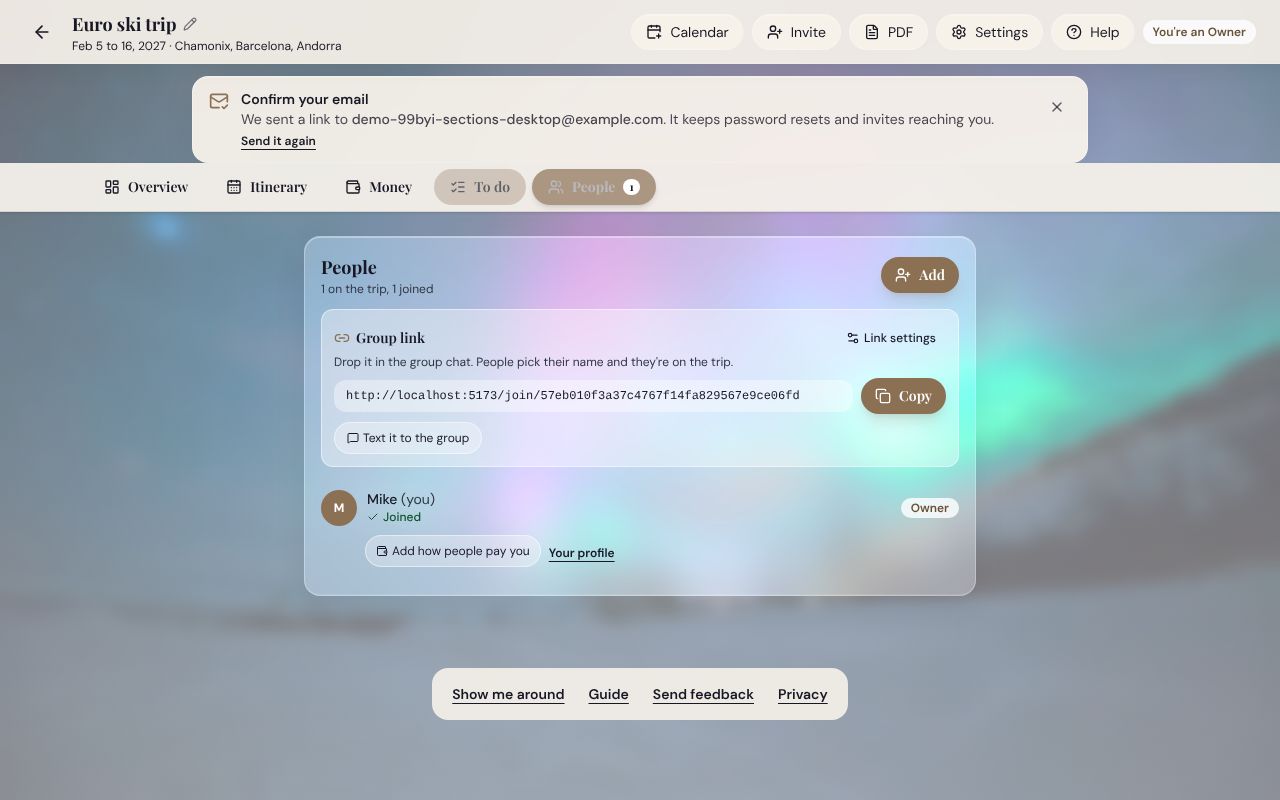 Euro ski trip
Feb 5 to 16, 2027 · Chamonix, Barcelona, Andorra
Calendar
Invite
PDF
Settings
Help
You're an Owner
Confirm your email
We sent a link to demo-99byi-sections-desktop@example.com. It keeps password resets and invites reaching you.
Send it again
Overview
Itinerary
Money
To do
People 1
People
1 on the trip, 1 joined
Add
Group link
Link settings
Drop it in the group chat. People pick their name and they're on the trip.
http://localhost:5173/join/57eb010f3a37c4767f14fa829567e9ce06fd
Copy
Text it to the group
M
Mike (you)
Joined
Owner
Add how people pay you
Your profile
Show me around
Guide
Send feedback
Privacy